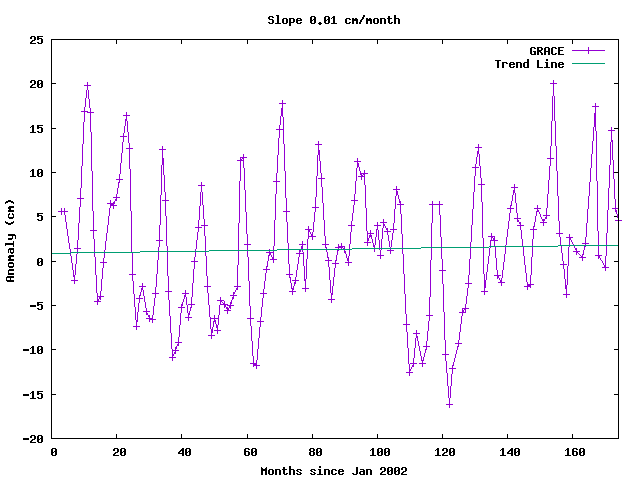 Slope 0.01 cm/month
GRACE
Trend Line
25
20
15
10
5
0
-5
-10
-15
-20
Anomaly (cm)
0 20 40 60 80 100 120 140 160
Months since Jan 2002